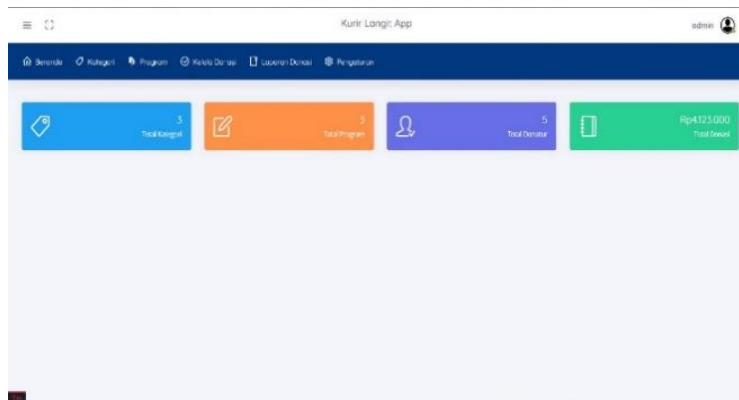 Kurir Langit App
admin
Beranda Kategori Program Kelola Donasi Laporan Donasi Pengaturan
3
Total Kategori
3
Total Program
5
Total Donatur
Rp4.123.000
Total Donasi